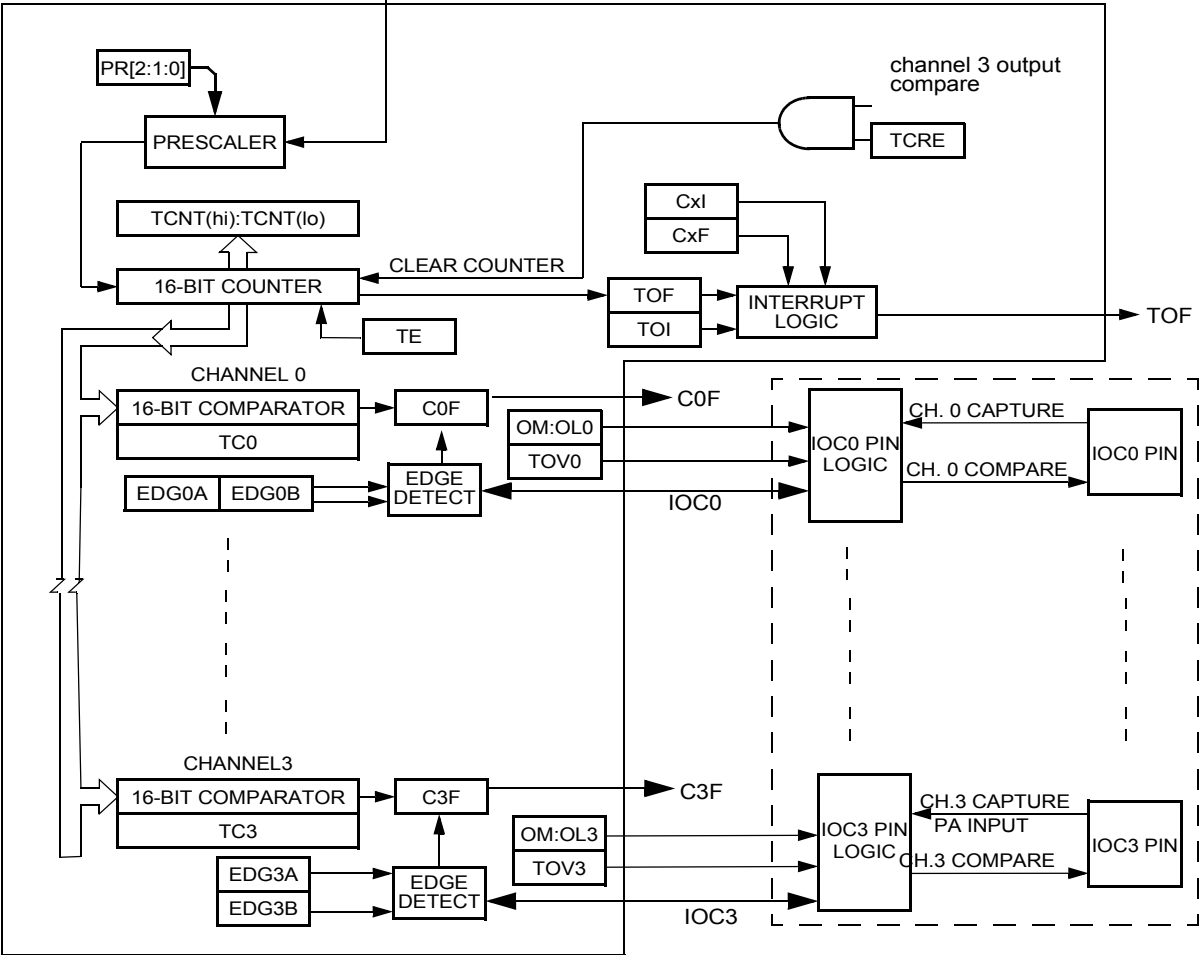 PR[2:1:0]
channel 3 output
compare
PRESCALER
TCRE
CxI
TCNT(hi):TCNT(lo)
CxF
CLEAR COUNTER
16-BIT COUNTER
TOF
INTERRUPT
LOGIC
TOF
TOI
TE
CHANNEL 0
16-BIT COMPARATOR
C0F
C0F
TC0
OM:OL0
TOV0
EDGE
DETECT
EDG0A
EDG0B
IOC0
IOC0 PIN
LOGIC
CH. 0 CAPTURE
CH. 0 COMPARE
IOC0 PIN
CHANNEL3
16-BIT COMPARATOR
C3F
C3F
TC3
OM:OL3
TOV3
EDG3A
EDG3B
EDGE
DETECT
IOC3
IOC3 PIN
LOGIC
CH.3 CAPTURE
PA INPUT
CH.3 COMPARE
IOC3 PIN